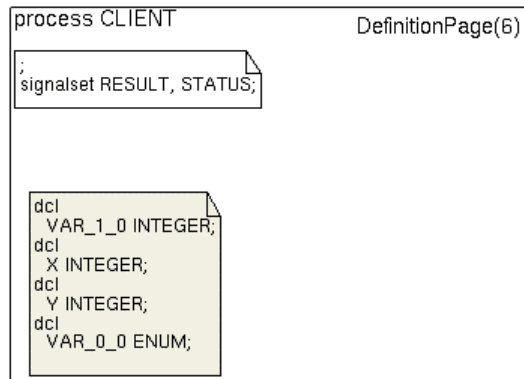 process CLIENT
DefinitionPage(6)
;
signalset RESULT, STATUS;
dcl
VAR_1_0 INTEGER;
dcl
X INTEGER;
dcl
Y INTEGER;
dcl
VAR_0_0 ENUM;